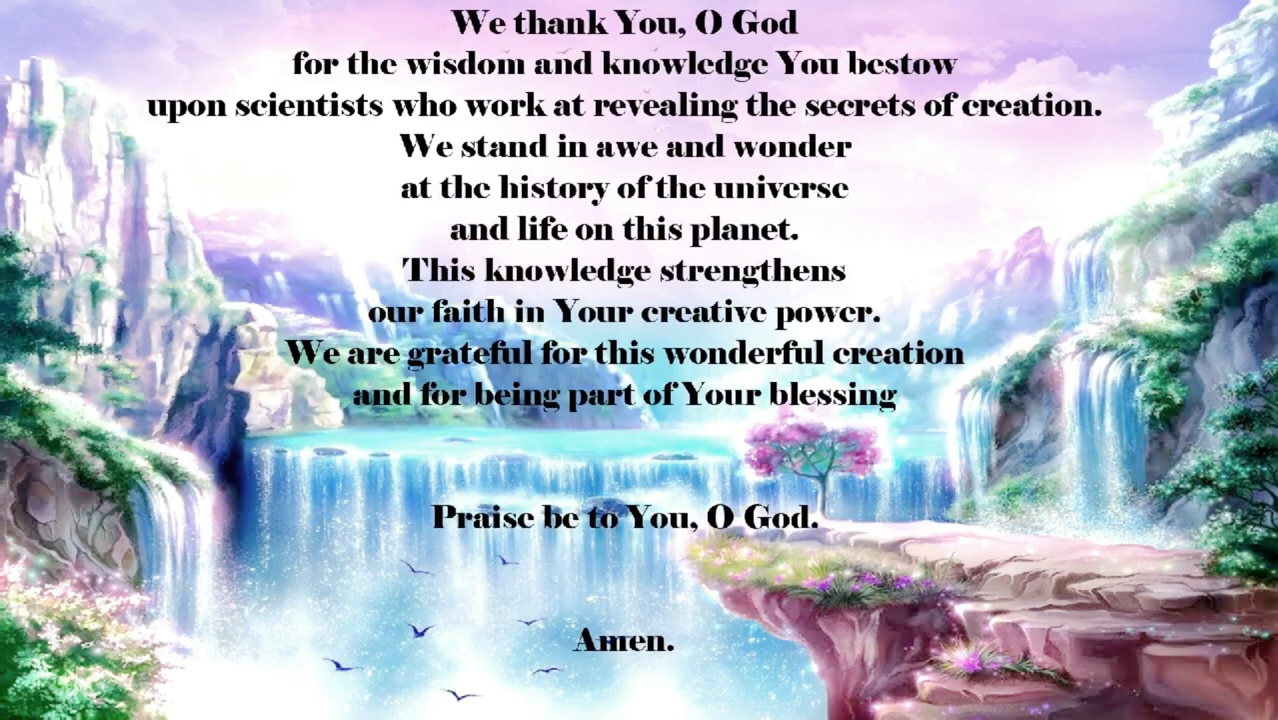 We thank You, O God
for the wisdom and knowledge You bestow
upon scientists who work at revealing the secrets of creation.
We stand in awe and wonder
at the history of the universe
and life on this planet.
This knowledge strengthens
our faith in Your creative power.
We are grateful for this wonderful creation
and for being part of Your blessing
Praise be to You, O God.
Amen.